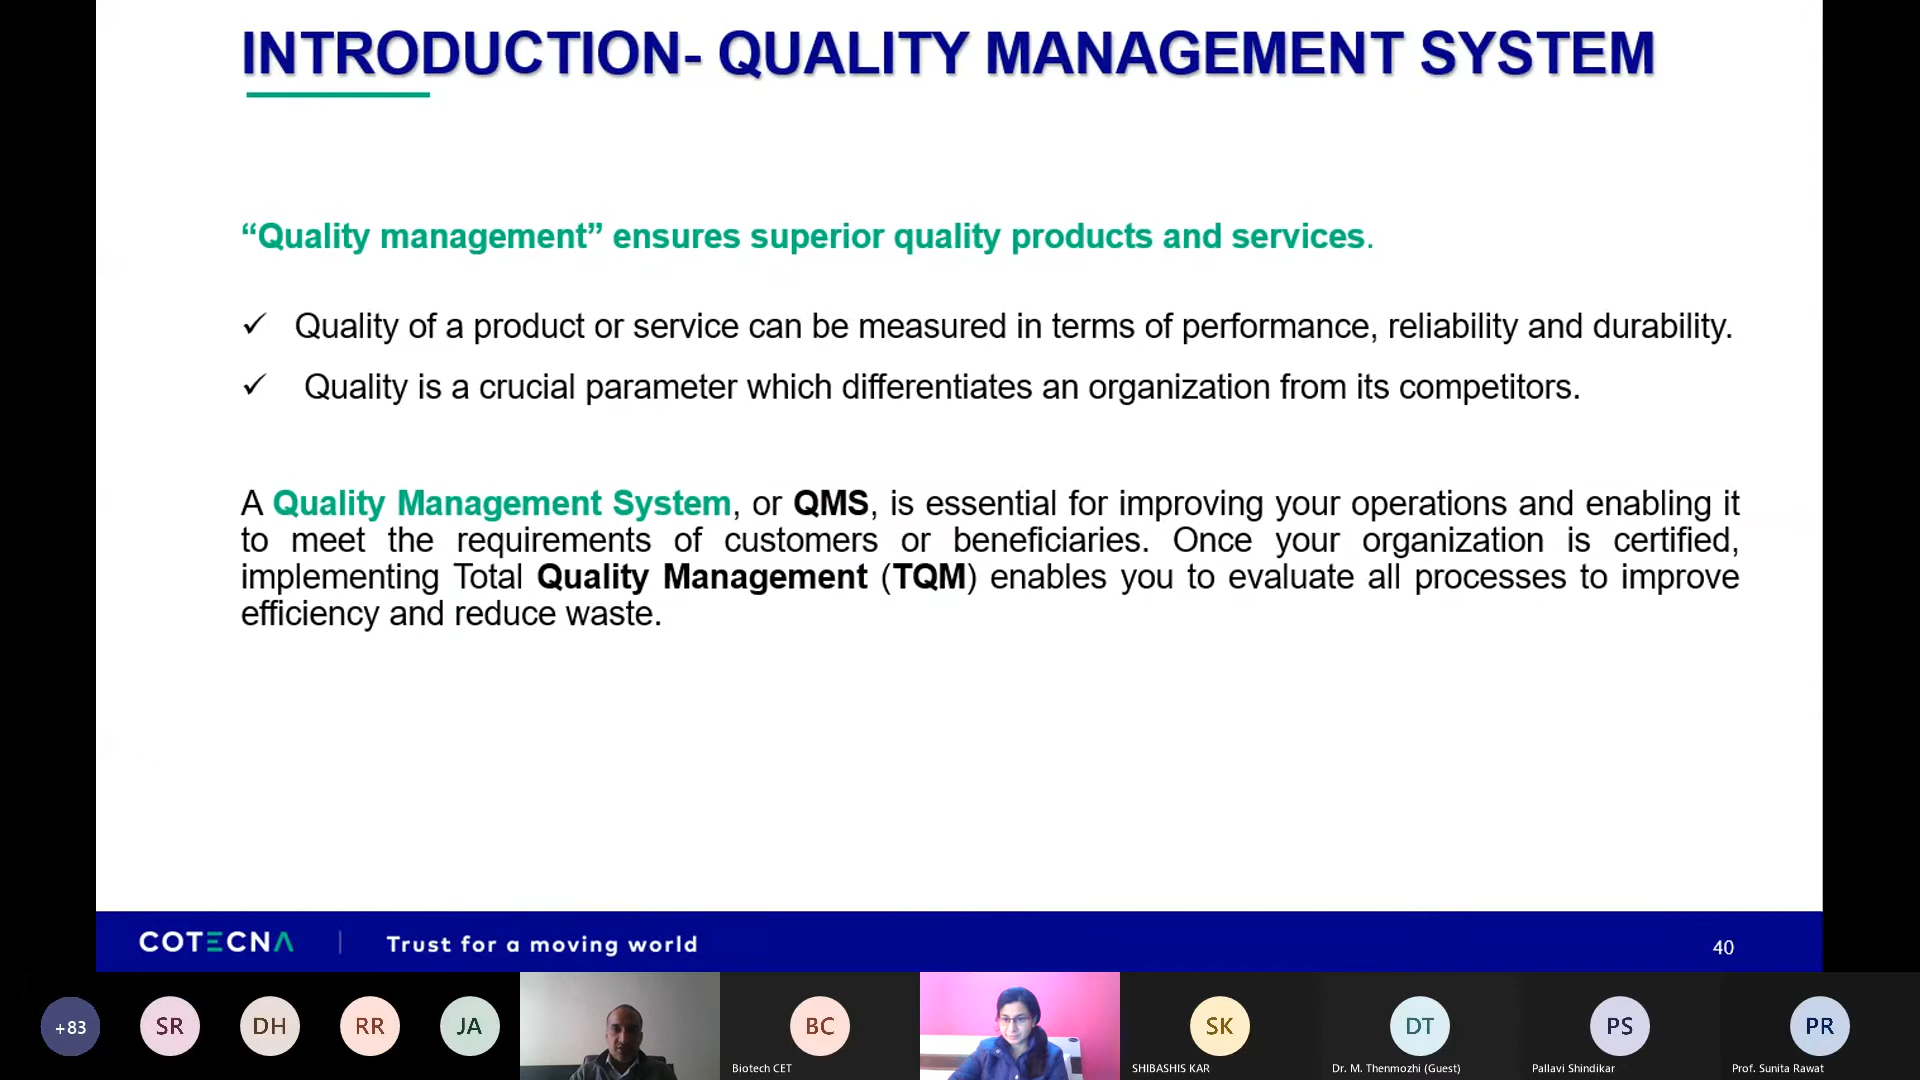 INTRODUCTION- QUALITY MANAGEMENT SYSTEM
“Quality management” ensures superior quality products and services.
✓ Quality of a product or service can be measured in terms of performance, reliability and durability.
✓ Quality is a crucial parameter which differentiates an organization from its competitors.
A Quality Management System, or QMS, is essential for improving your operations and enabling it
to meet the requirements of customers or beneficiaries. Once your organization is certified,
implementing Total Quality Management (TQM) enables you to evaluate all processes to improve
efficiency and reduce waste.
COTECNA | Trust for a moving world
40
+83
SR
DH
RR
JA
BC
Biotech CET
SK
SHIBASHIS KAR
DT
Dr. M. Thenmozhi (Guest)
PS
Pallavi Shindikar
PR
Prof. Sunita Rawat